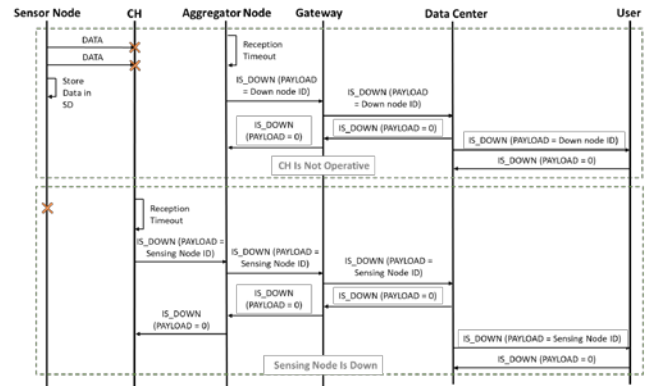 Sensor Node CH Aggregator Node Gateway Data Center User
DATA
DATA
Store
Data in
SD
Reception
Timeout
IS_DOWN (PAYLOAD
= Down node ID)
IS_DOWN (PAYLOAD
= Down node ID)
IS_DOWN
(PAYLOAD = 0)
IS_DOWN (PAYLOAD = 0)
IS_DOWN (PAYLOAD = Down node ID)
IS_DOWN (PAYLOAD = 0)
CH Is Not Operative
Reception
Timeout
IS_DOWN (PAYLOAD =
Sensing Node ID)
IS_DOWN (PAYLOAD =
Sensing Node ID)
IS_DOWN (PAYLOAD =
Sensing Node ID)
IS_DOWN
(PAYLOAD = 0)
IS_DOWN (PAYLOAD = 0)
IS_DOWN
(PAYLOAD = 0)
IS_DOWN (PAYLOAD = Sensing Node ID)
IS_DOWN (PAYLOAD = 0)
Sensing Node Is Down